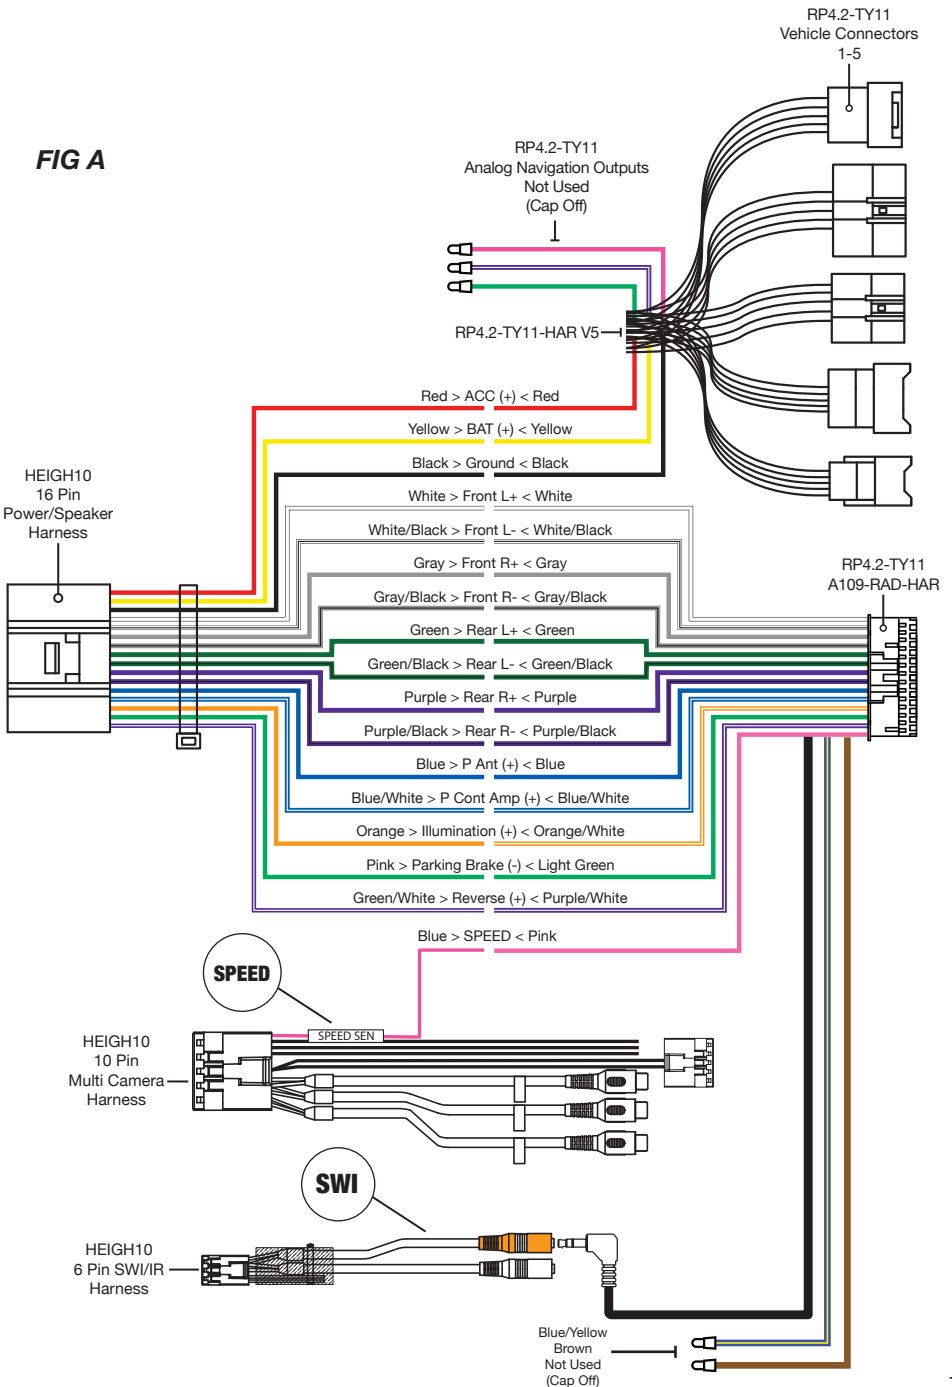 RP4.2-TY11
Vehicle Connectors
1-5
FIG A
RP4.2-TY11
Analog Navigation Outputs
Not Used
(Cap Off)
RP4.2-TY11-HAR V5
Red > ACC (+) < Red
Yellow > BAT (+) < Yellow
Black > Ground < Black
HEIGH10
16 Pin
Power/Speaker
Harness
White > Front L+ < White
White/Black > Front L- < White/Black
Gray > Front R+ < Gray
Gray/Black > Front R- < Gray/Black
Green > Rear L+ < Green
Green/Black > Rear L- < Green/Black
Purple > Rear R+ < Purple
Purple/Black > Rear R- < Purple/Black
Blue > P Ant (+) < Blue
Blue/White > P Cont Amp (+) < Blue/White
Orange > Illumination (+) < Orange/White
Pink > Parking Brake (-) < Light Green
Green/White > Reverse (+) < Purple/White
Blue > SPEED < Pink
RP4.2-TY11
A109-RAD-HAR
SPEED
SPEED SEN
HEIGH10
10 Pin
Multi Camera
Harness
SWI
HEIGH10
6 Pin SWI/IR
Harness
Blue/Yellow
Brown
Not Used
(Cap Off)